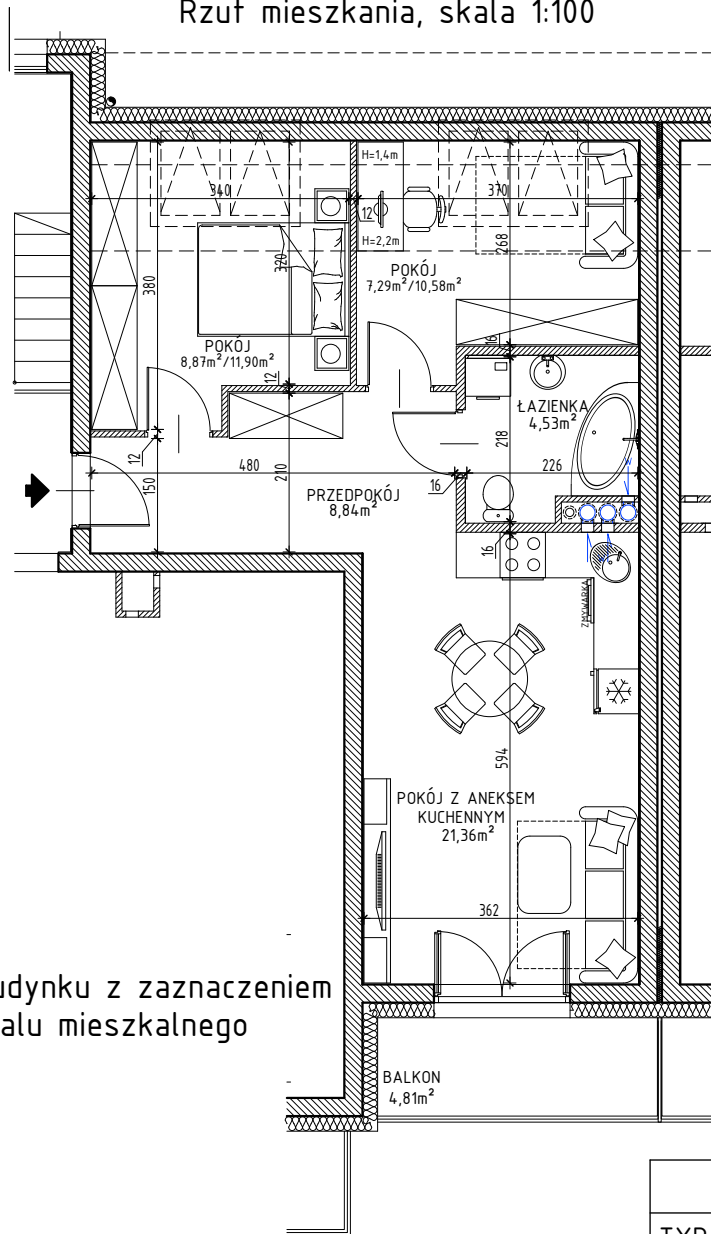 Rzut mieszkania, skala 1:100
H=1,4m
340
12
370
H=2,2m
268
POKÓJ
7,29m²/10,58m²
380
320
POKÓJ
8,87m²/11,90m²
16
12
ŁAZIENKA
4,53m²
218
226
12
480
210
150
PRZEDPOKÓJ
8,84m²
16
16
ZMYWARKA
594
POKÓJ Z ANEKSEM
KUCHENNYM
21,36m²
362
udynku z zaznaczeniem
alu mieszkalnego
BALKON
4,81m²
TYP